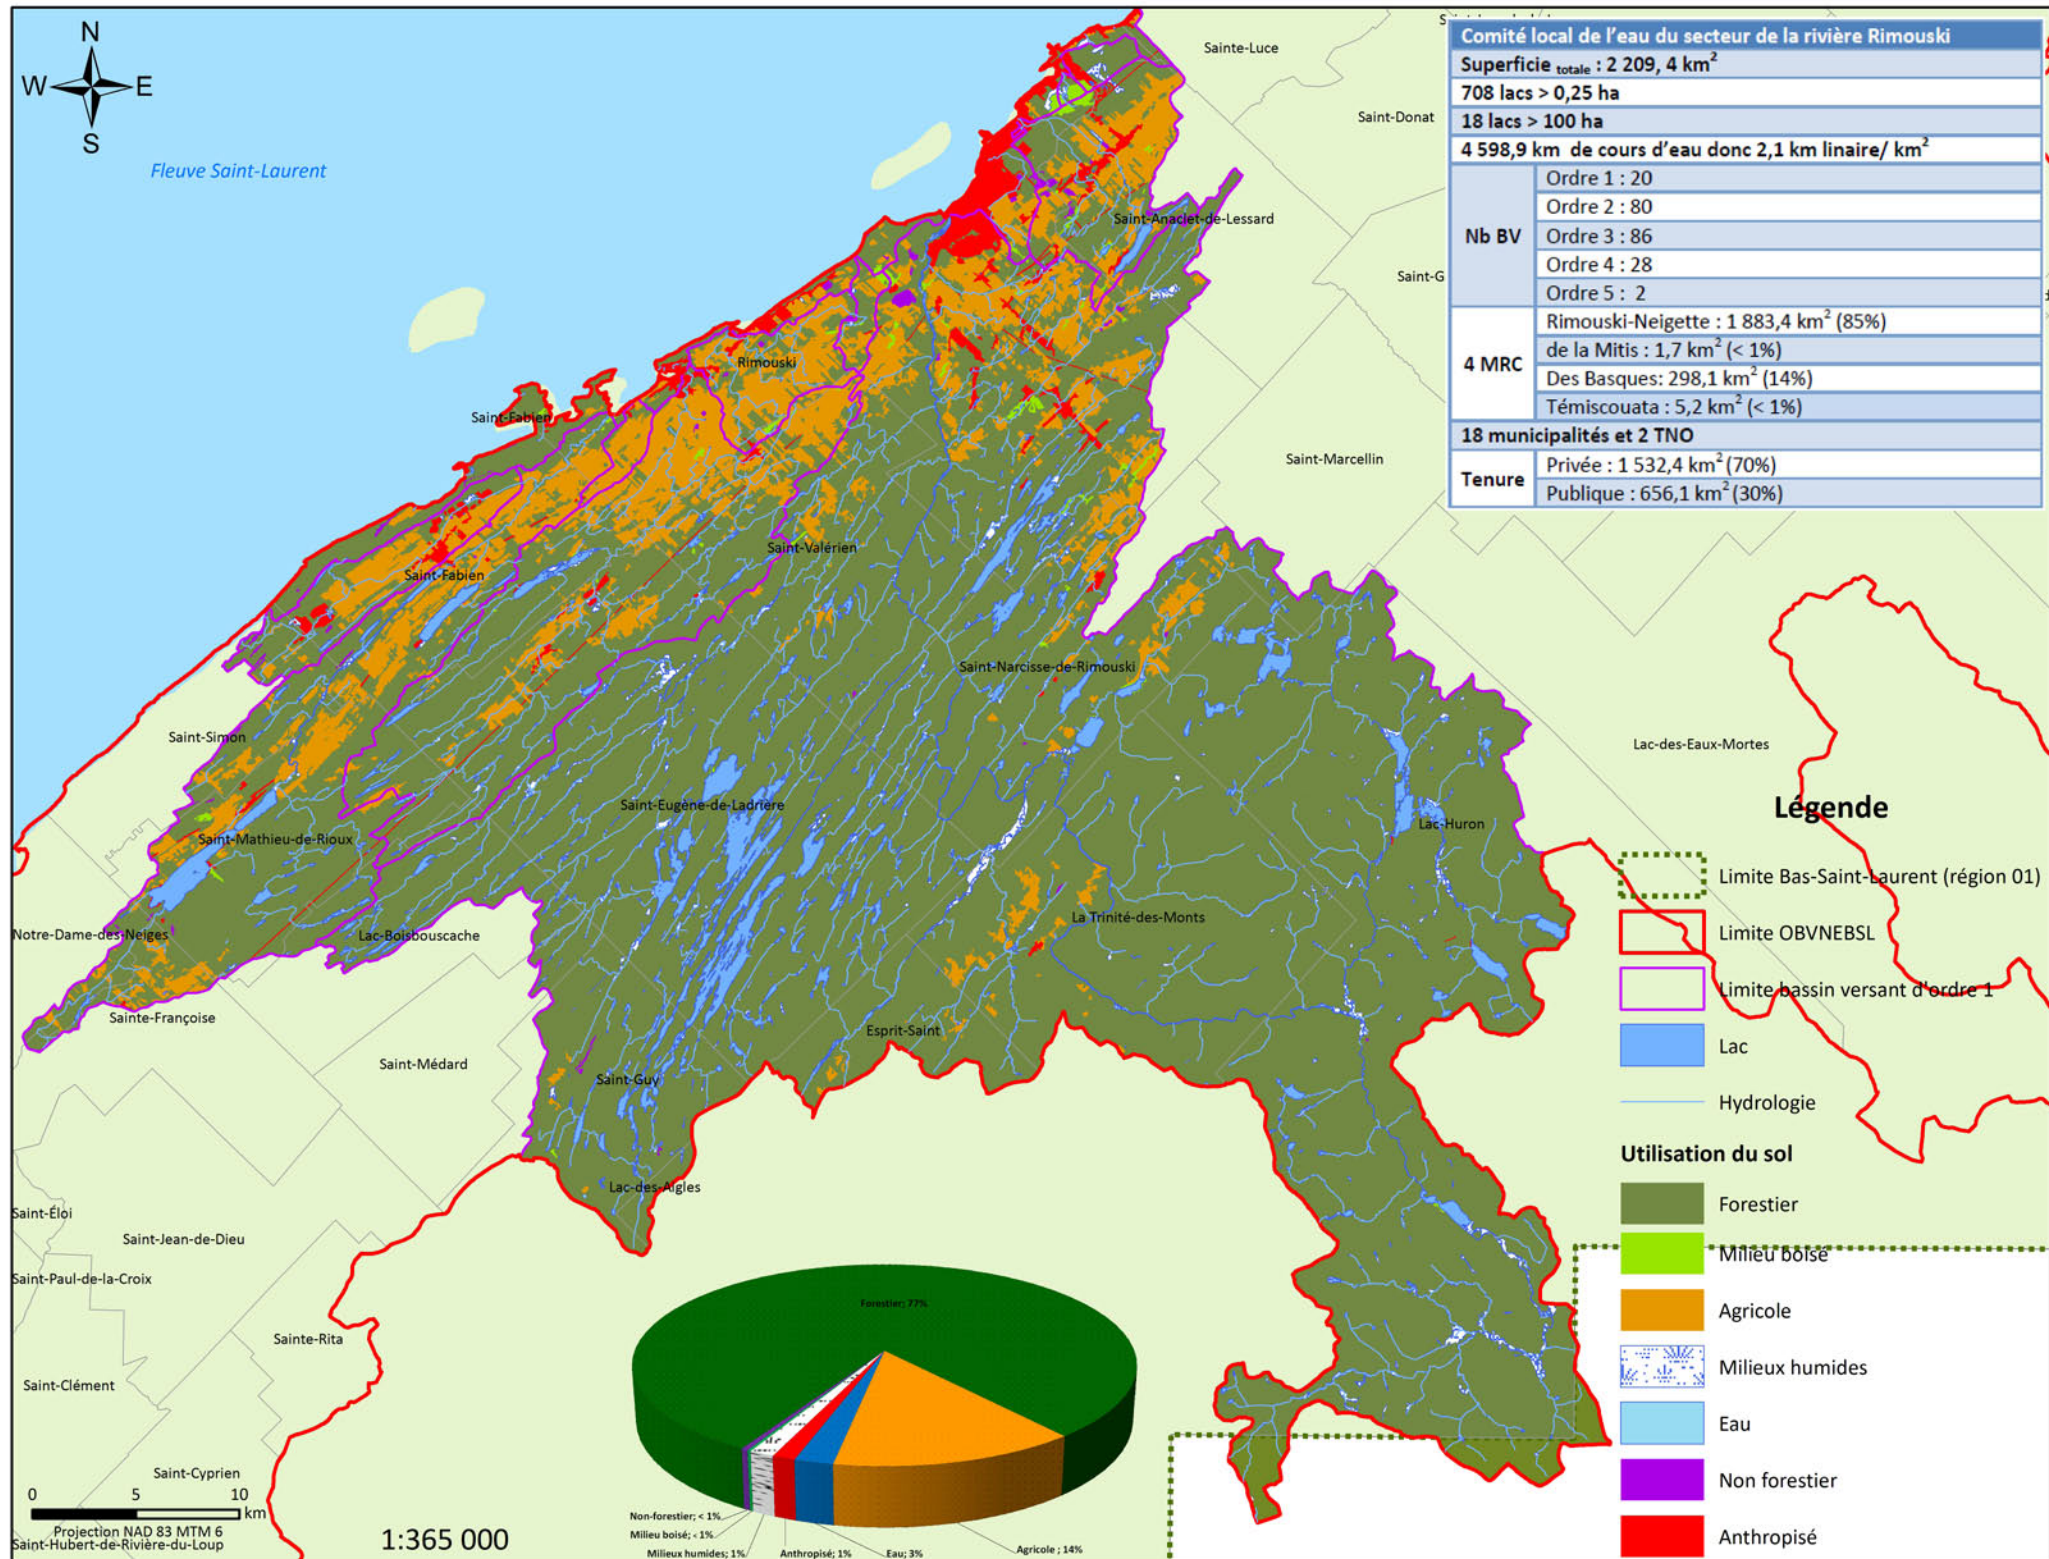 N
W E
S
Fleuve Saint-Laurent
Sainte-Luce
Saint-Donat
Saint-G
Saint-Anaclet-de-Lessard
Rimouski
Saint-Fabien
Saint-Marcellin
Saint-Valérien
Saint-Fabien
Saint-Narcisse-de-Rimouski
Saint-Simon
Lac-des-Eaux-Mortes
Saint-Eugène-de-Ladrière
Lac-Huron
Saint-Mathieu-de-Rioux
La Trinité-des-Monts
Notre-Dame-des-Neiges
Lac-Boisbouscache
Sainte-Françoise
Esprit-Saint
Saint-Médard
Saint-Guy
Lac-des-Aigles
Saint-Éloi
Saint-Jean-de-Dieu
Saint-Paul-de-la-Croix
Sainte-Rita
Saint-Clément
Saint-Cyprien
Saint-Hubert-de-Rivière-du-Loup
Comité local de l'eau du secteur de la rivière Rimouski
Superficie totale : 2 209, 4 km²
708 lacs > 0,25 ha
18 lacs > 100 ha
4 598,9 km de cours d'eau donc 2,1 km linaire/ km²
Nb BV
Ordre 1 : 20
Ordre 2 : 80
Ordre 3 : 86
Ordre 4 : 28
Ordre 5 : 2
4 MRC
Rimouski-Neigette : 1 883,4 km² (85%)
de la Mitis : 1,7 km² (< 1%)
Des Basques: 298,1 km² (14%)
Témiscouata : 5,2 km² (< 1%)
18 municipalités et 2 TNO
Tenure
Privée : 1 532,4 km² (70%)
Publique : 656,1 km² (30%)
Légende
Limite Bas-Saint-Laurent (région 01)
Limite OBVNEBSL
Limite bassin versant d'ordre 1
Lac
Hydrologie
Utilisation du sol
Forestier
Milieu boisé
Agricole
Milieux humides
Eau
Non forestier
Anthropisé
Forestier; 77%
Non-forestier; < 1%
Milieu boisé; < 1%
Milieux humides; 1%
Anthropisé; 1%
Eau; 3%
Agricole ; 14%
0 5 10
km
Projection NAD 83 MTM 6
1:365 000